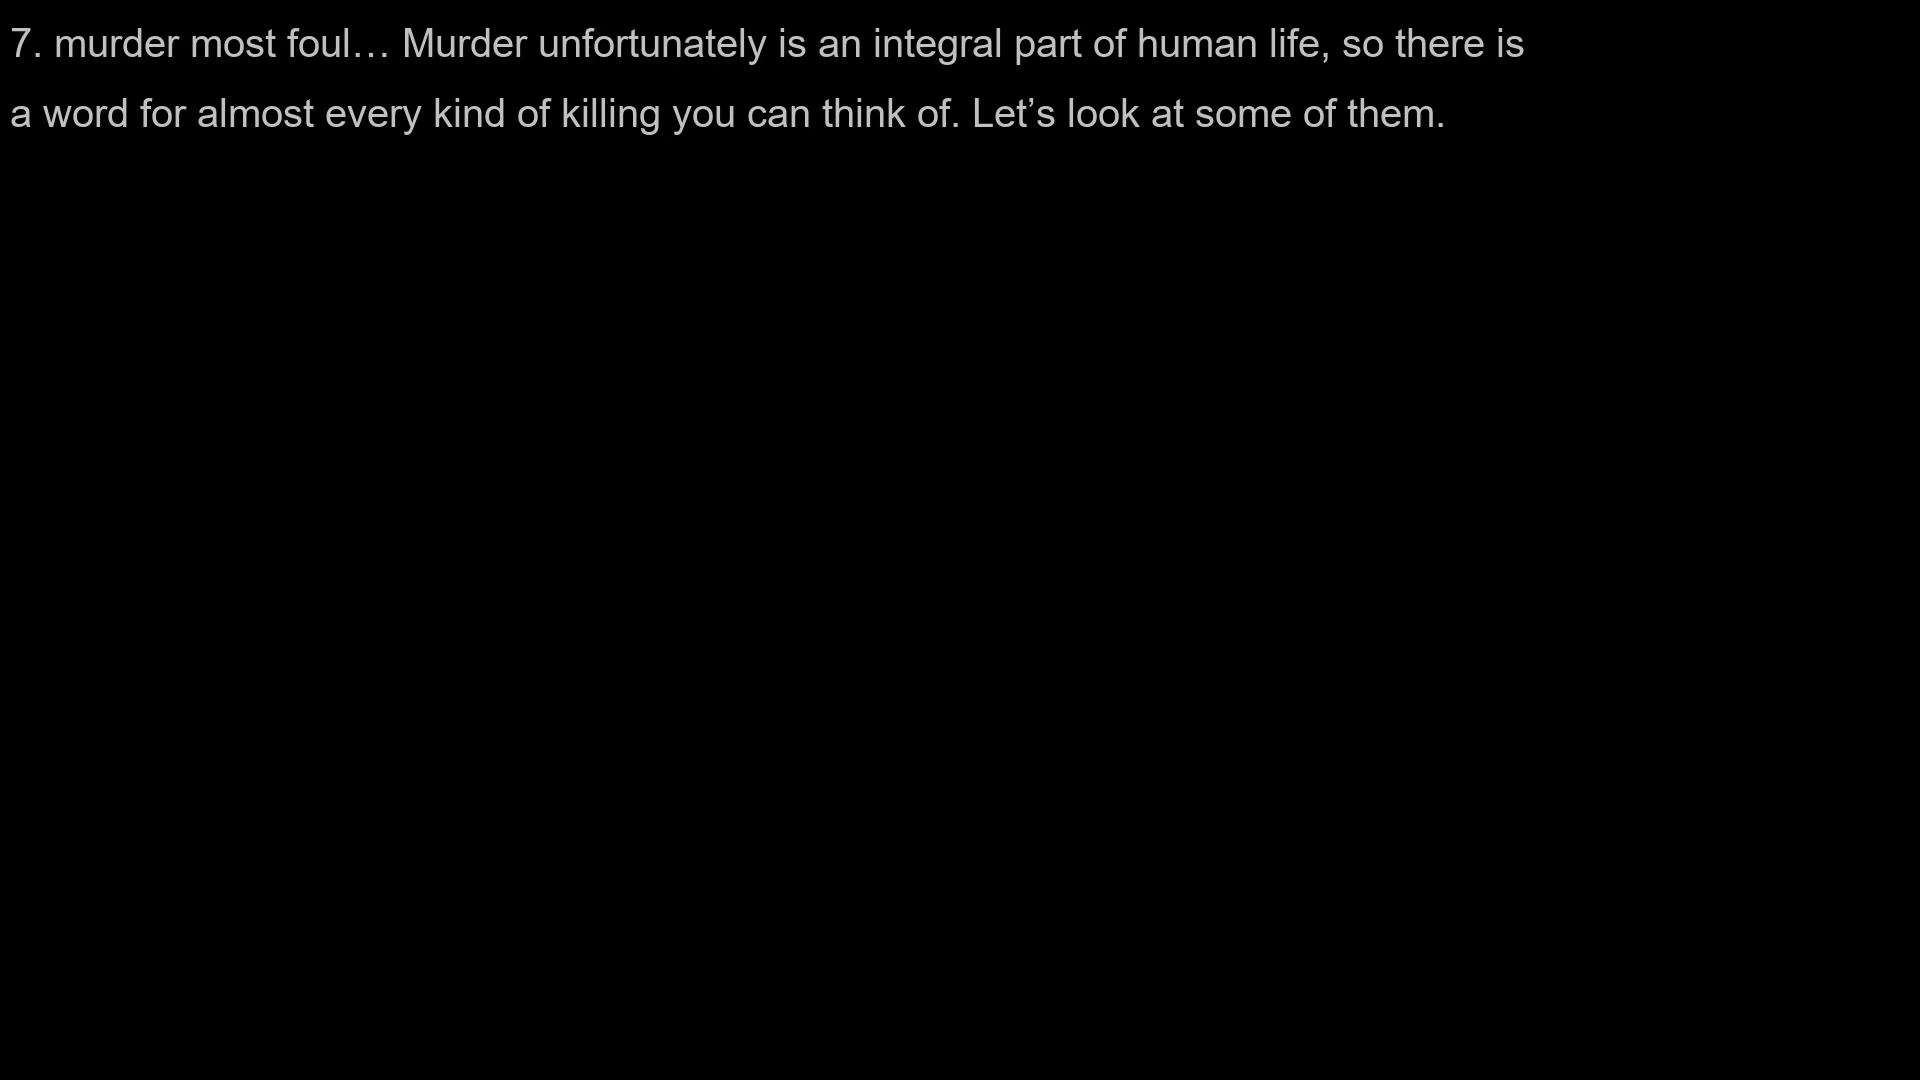 7. murder most foul… Murder unfortunately is an integral part of human life, so there is
a word for almost every kind of killing you can think of. Let’s look at some of them.